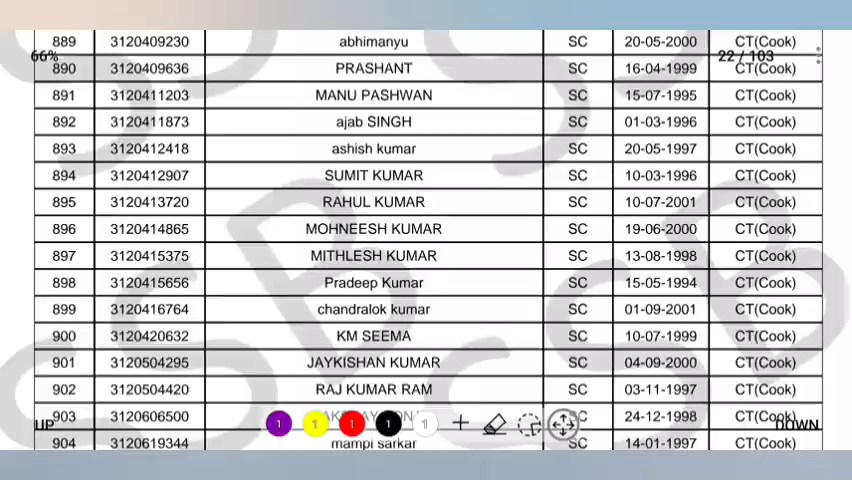 889 3120409230 abhimanyu SC 20-05-2000 CT(Cook)
66% 22 / 103
890 3120409636 PRASHANT SC 16-04-1999 CT(Cook)
891 3120411203 MANU PASHWAN SC 15-07-1995 CT(Cook)
892 3120411873 ajab SINGH SC 01-03-1996 CT(Cook)
893 3120412418 ashish kumar SC 20-05-1997 CT(Cook)
894 3120412907 SUMIT KUMAR SC 10-03-1996 CT(Cook)
895 3120413720 RAHUL KUMAR SC 10-07-2001 CT(Cook)
896 3120414865 MOHNEESH KUMAR SC 19-06-2000 CT(Cook)
897 3120415375 MITHLESH KUMAR SC 13-08-1998 CT(Cook)
898 3120415656 Pradeep Kumar SC 15-05-1994 CT(Cook)
899 3120416764 chandralok kumar SC 01-09-2001 CT(Cook)
900 3120420632 KM SEEMA SC 10-07-1999 CT(Cook)
901 3120504295 JAYKISHAN KUMAR SC 04-09-2000 CT(Cook)
902 3120504420 RAJ KUMAR RAM SC 03-11-1997 CT(Cook)
903 3120606500 SC 24-12-1998 CT(Cook)
UP 1 1 1 1 1 DOWN
904 3120619344 mampi sarkar SC 14-01-1997 CT(Cook)
SSB
SSB